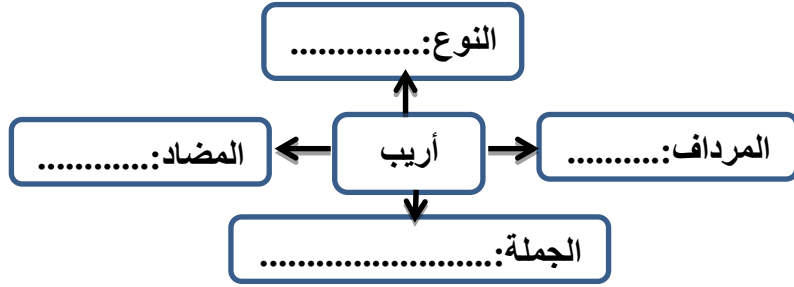 النوع:..............
المرداف:..........
أريب
المضاد:............
الجملة:.........................